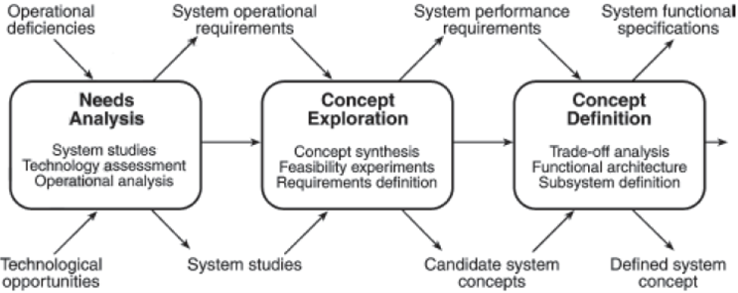 Operational
deficiencies
System operational
requirements
System performance
requirements
System functional
specifications
Needs
Analysis
System studies
Technology assessment
Operational analysis
Concept
Exploration
Concept synthesis
Feasibility experiments
Requirements definition
Concept
Definition
Trade-off analysis
Functional architecture
Subsystem definition
Technological
opportunities
System studies
Candidate system
concepts
Defined system
concept